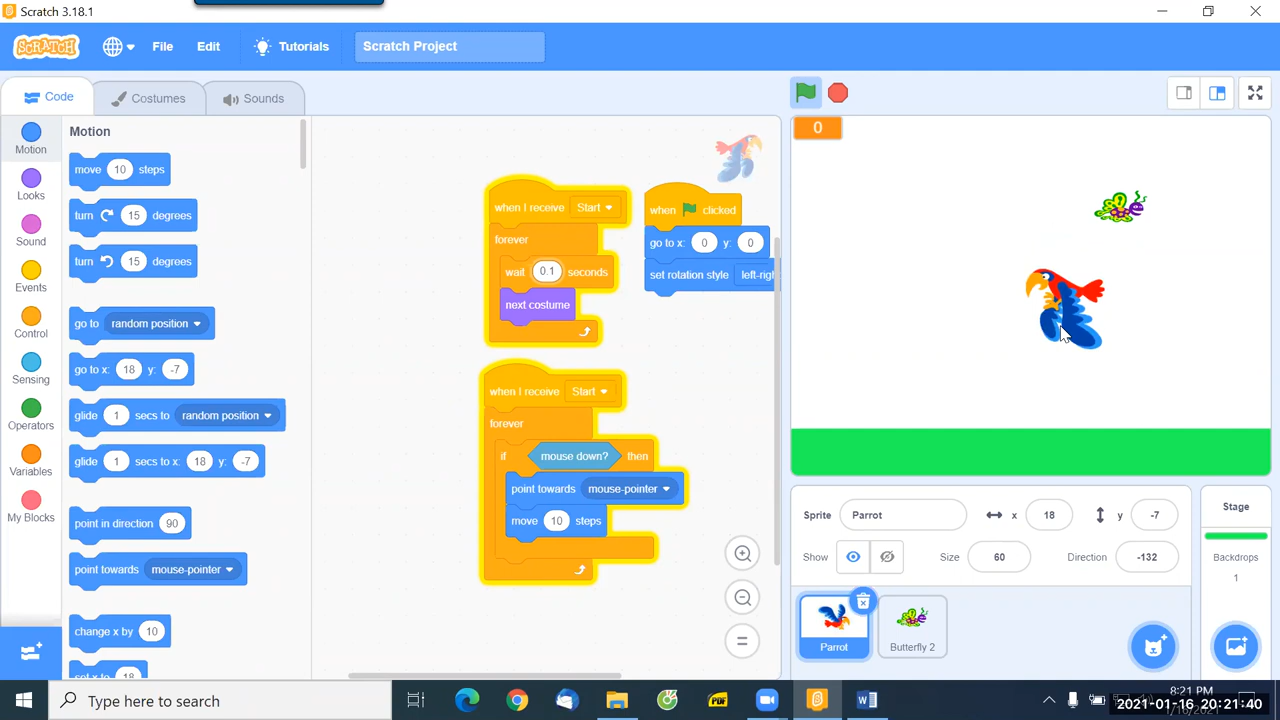 Scratch 3.18.1
SCRATCH
File
Edit
Tutorials
Scratch Project
Code
Costumes
Sounds
Motion
Motion
Looks
Sound
Events
Control
Sensing
Operators
Variables
My Blocks
move 10 steps
turn 15 degrees
turn 15 degrees
go to random position
go to x: 18 y: -7
glide 1 secs to random position
glide 1 secs to x: 18 y: -7
point in direction 90
point towards mouse-pointer
change x by 10
set x to 18
when I receive Start
forever
wait 0.1 seconds
next costume
when clicked
go to x: 0 y: 0
set rotation style left-righ
when I receive Start
forever
if mouse down? then
point towards mouse-pointer
move 10 steps
0
Sprite Parrot x 18 y -7
Show Size 60 Direction -132
Parrot
Butterfly 2
Stage
Backdrops
1
Type here to search
PDF
8:21 PM
2021-01-16 20:21:40